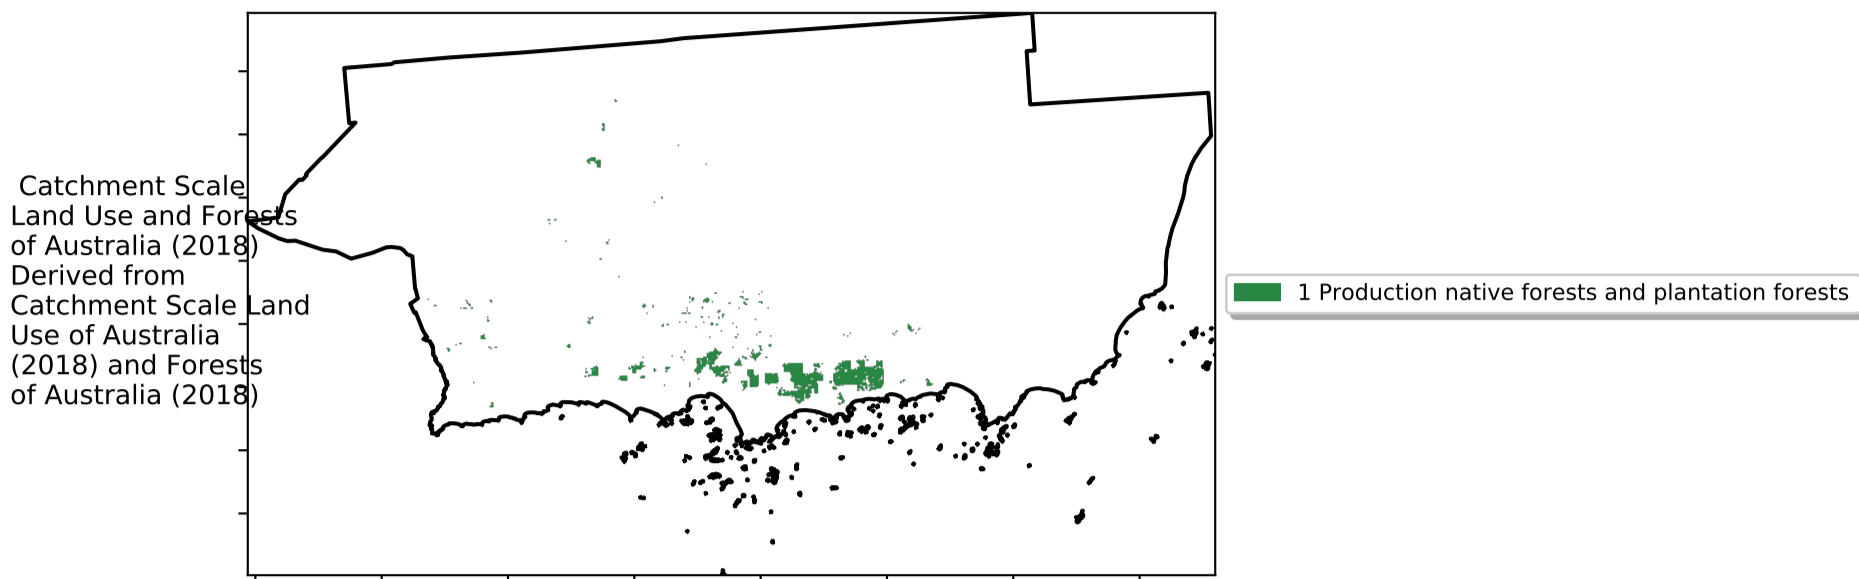 Catchment Scale
Land Use and Forests
of Australia (2018)
Derived from
Catchment Scale Land
Use of Australia
(2018) and Forests
of Australia (2018)
1 Production native forests and plantation forests